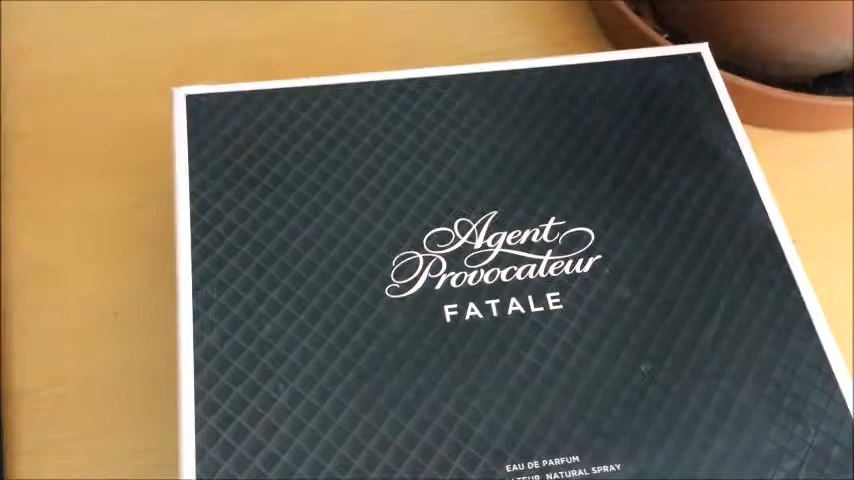 Agent
Provocateur
FATALE
EAU DE PARFUM
NATURAL SPRAY